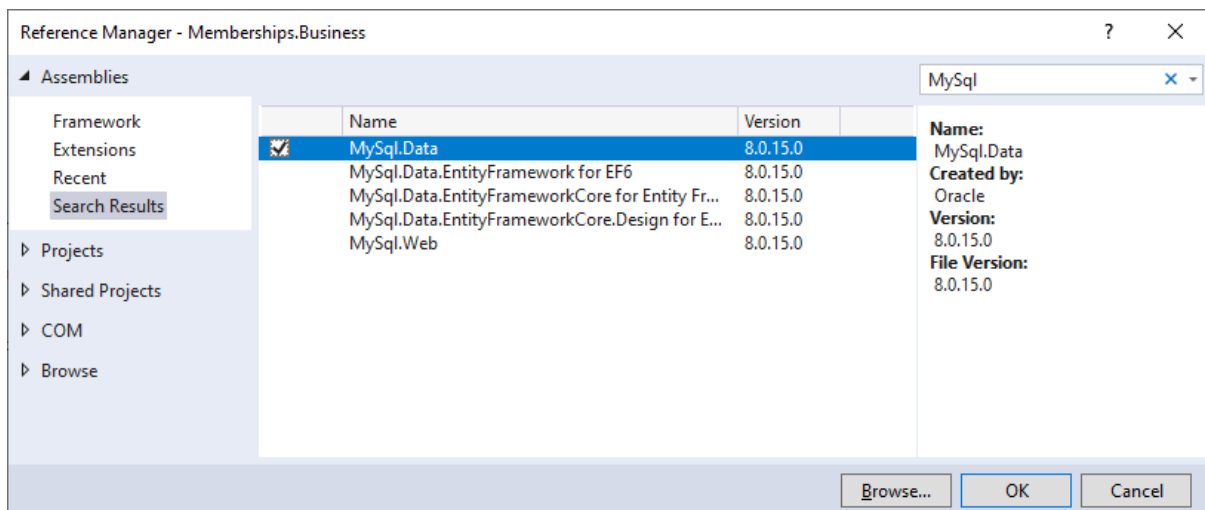 Reference Manager - Memberships.Business
?
Assemblies
MySql
Framework
Extensions
Recent
Search Results
Projects
Shared Projects
COM
Browse
Name Version
MySql.Data 8.0.15.0
MySql.Data.EntityFramework for EF6 8.0.15.0
MySql.Data.EntityFrameworkCore for Entity Fr... 8.0.15.0
MySql.Data.EntityFrameworkCore.Design for E... 8.0.15.0
MySql.Web 8.0.15.0
Name:
MySql.Data
Created by:
Oracle
Version:
8.0.15.0
File Version:
8.0.15.0
Browse... OK Cancel